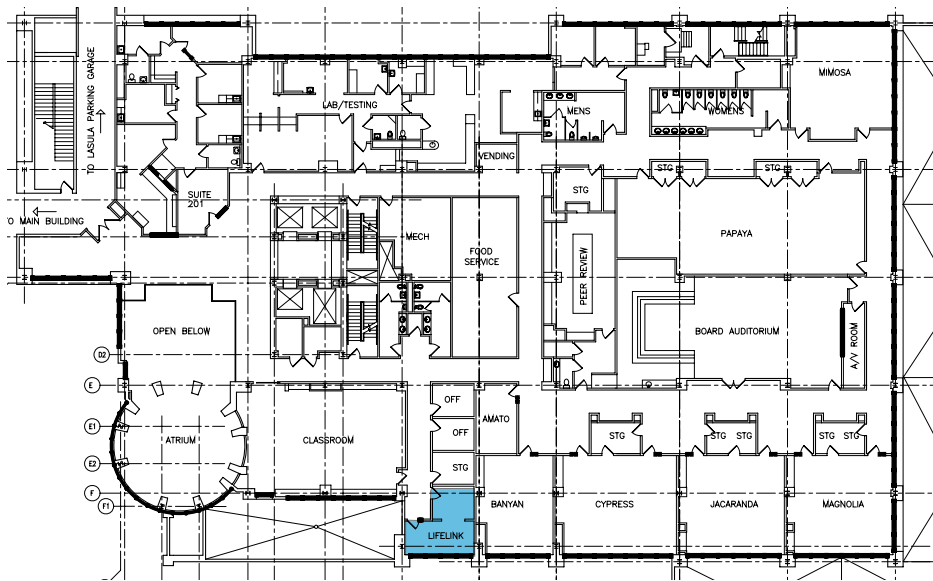 TO LASULA PARKING GARAGE
MIMOSA
LAB/TESTING
MENS
WOMENS
VENDING
STG
STG
STG
SUITE
201
TO MAIN BUILDING
MECH
PAPAYA
FOOD
SERVICE
PEER REVIEW
OPEN BELOW
BOARD AUDITORIUM
A/V ROOM
D2
E
OFF
AMATO
E1
ATRIUM
CLASSROOM
OFF
STG
STG
STG
STG
STG
E2
STG
F
F1
BANYAN
CYPRESS
JACARANDA
MAGNOLIA
LIFELINK